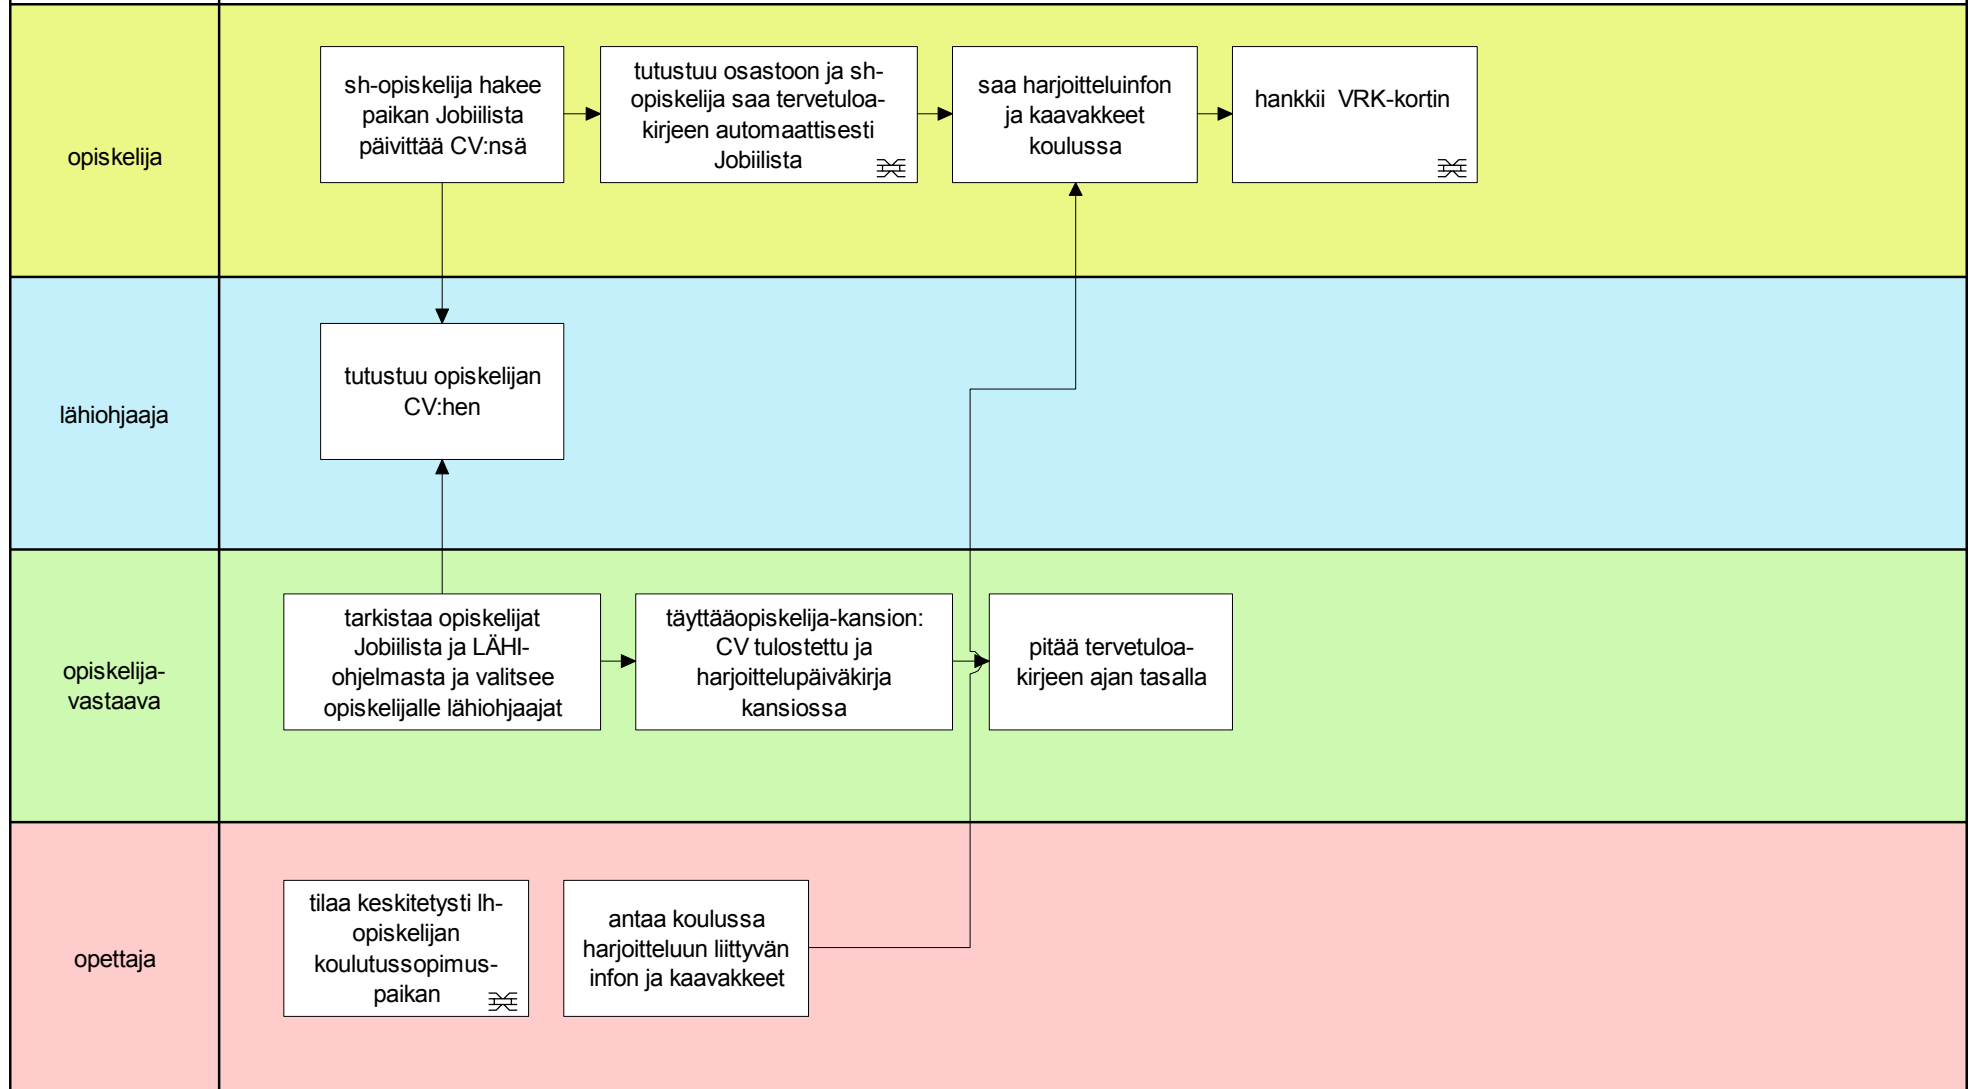 opiskelija
sh-opiskelija hakee
paikan Jobiilista
päivittää CV:nsä
tutustuu osastoon ja sh-
opiskelija saa tervetuloa-
kirjeen automaattisesti
Jobiilista
saa harjoitteluinfon
ja kaavakkeet
koulussa
hankkii VRK-kortin
lähiohjaaja
tutustuu opiskelijan
CV:hen
opiskelija-
vastaava
tarkistaa opiskelijat
Jobiilista ja LÄHI-
ohjelmasta ja valitsee
opiskelijalle lähiohjaajat
täyttääopiskelija-kansion:
CV tulostettu ja
harjoittelupäiväkirja
kansiossa
pitää tervetuloa-
kirjeen ajan tasalla
opettaja
tilaa keskitetysti lh-
opiskelijan
koulutussopimus-
paikan
antaa koulussa
harjoitteluun liittyvän
infon ja kaavakkeet